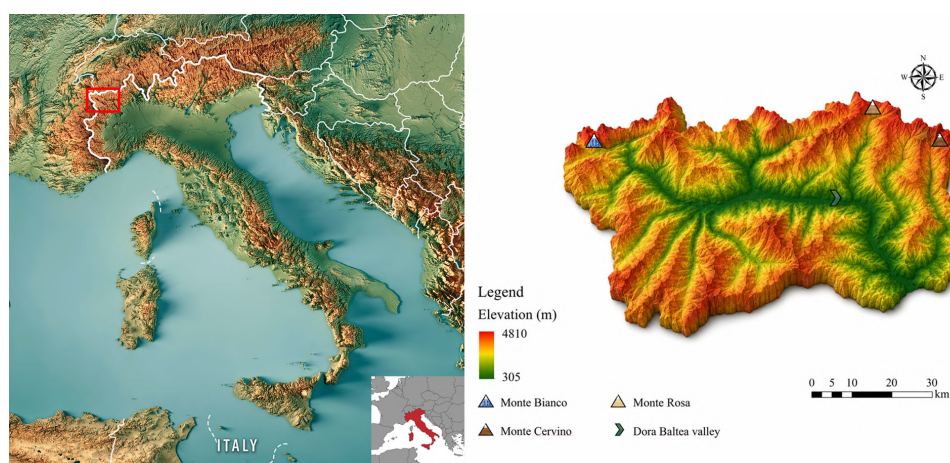 ITALY
N
W E
S
Legend
Elevation (m)
4810
305
Monte Bianco
Monte Rosa
Monte Cervino
Dora Baltea valley
0 5 10 20 30
km